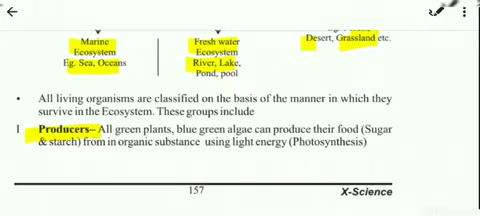 Marine
Ecosystem
Eg. Sea, Oceans
Fresh water
Ecosystem
River, Lake,
Pond, pool
Desert, Grassland etc.
• All living organisms are classified on the basis of the manner in which they
survive in the Ecosystem. These groups include
I Producers– All green plants, blue green algae can produce their food (Sugar
& starch) from in organic substance using light energy (Photosynthesis)
157
X-Science